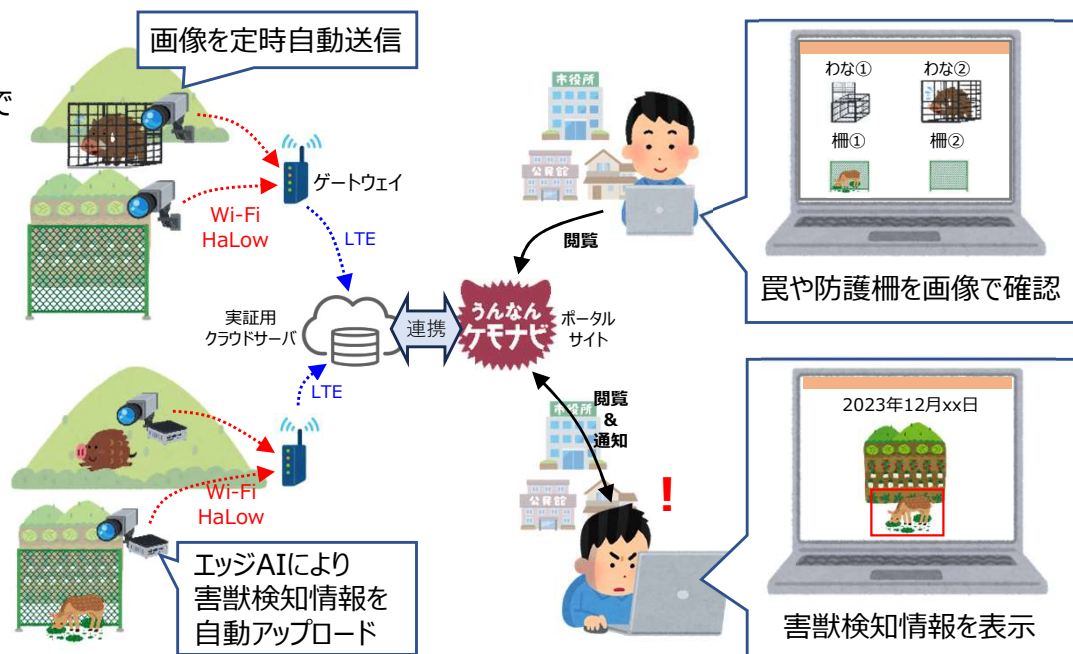 画像を定時自動送信
で
ゲートウェイ
Wi-Fi
HaLow
LTE
実証用
クラウドサーバ
連携
うんなん
ケモナビ
ポータル
サイト
市役所
公民館
閲覧
わな①
わな②
柵①
柵②
罠や防護柵を画像で確認
LTE
Wi-Fi
HaLow
エッジAIにより
害獣検知情報を
自動アップロード
閲覧
&
通知
市役所
公民館
!
2023年12月xx日
害獣検知情報を表示